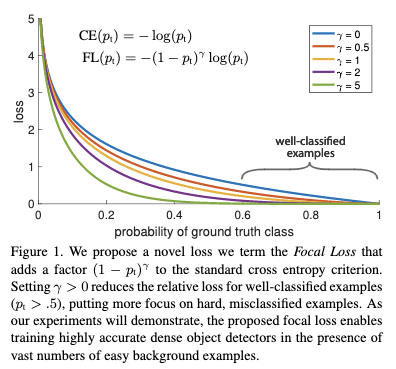 CE(pₜ) = − log(pₜ)
FL(pₜ) = −(1 − pₜ)^γ log(pₜ)
γ = 0
γ = 0.5
γ = 1
γ = 2
γ = 5
well-classified
examples
5
4
3
2
1
0
loss
0
0.2
0.4
0.6
0.8
1
probability of ground truth class
Figure 1. We propose a novel loss we term the Focal Loss that
adds a factor (1 − pₜ)^γ to the standard cross entropy criterion.
Setting γ > 0 reduces the relative loss for well-classified examples
(pₜ > .5), putting more focus on hard, misclassified examples. As
our experiments will demonstrate, the proposed focal loss enables
training highly accurate dense object detectors in the presence of
vast numbers of easy background examples.